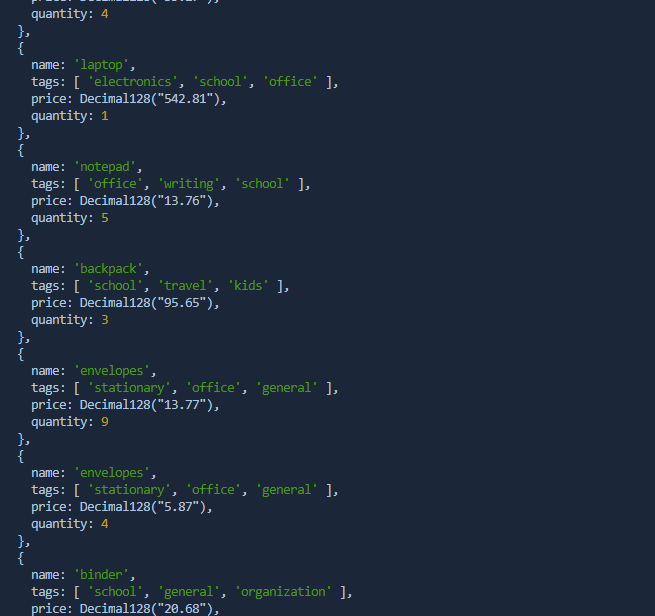 quantity: 4
},
{
name: 'laptop',
tags: [ 'electronics', 'school', 'office' ],
price: Decimal128("542.81"),
quantity: 1
},
{
name: 'notepad',
tags: [ 'office', 'writing', 'school' ],
price: Decimal128("13.76"),
quantity: 5
},
{
name: 'backpack',
tags: [ 'school', 'travel', 'kids' ],
price: Decimal128("95.65"),
quantity: 3
},
{
name: 'envelopes',
tags: [ 'stationary', 'office', 'general' ],
price: Decimal128("13.77"),
quantity: 9
},
{
name: 'envelopes',
tags: [ 'stationary', 'office', 'general' ],
price: Decimal128("5.87"),
quantity: 4
},
{
name: 'binder',
tags: [ 'school', 'general', 'organization' ],
price: Decimal128("20.68"),